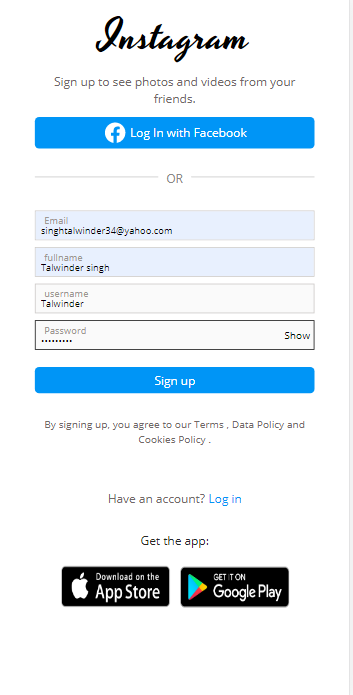 Instagram
Sign up to see photos and videos from your
friends.
Log In with Facebook
OR
Email
singhtalwinder34@yahoo.com
fullname
Talwinder singh
username
Talwinder
Password
•••••••••
Show
Sign up
By signing up, you agree to our Terms , Data Policy and
Cookies Policy .
Have an account? Log in
Get the app:
Download on the
App Store
GET IT ON
Google Play